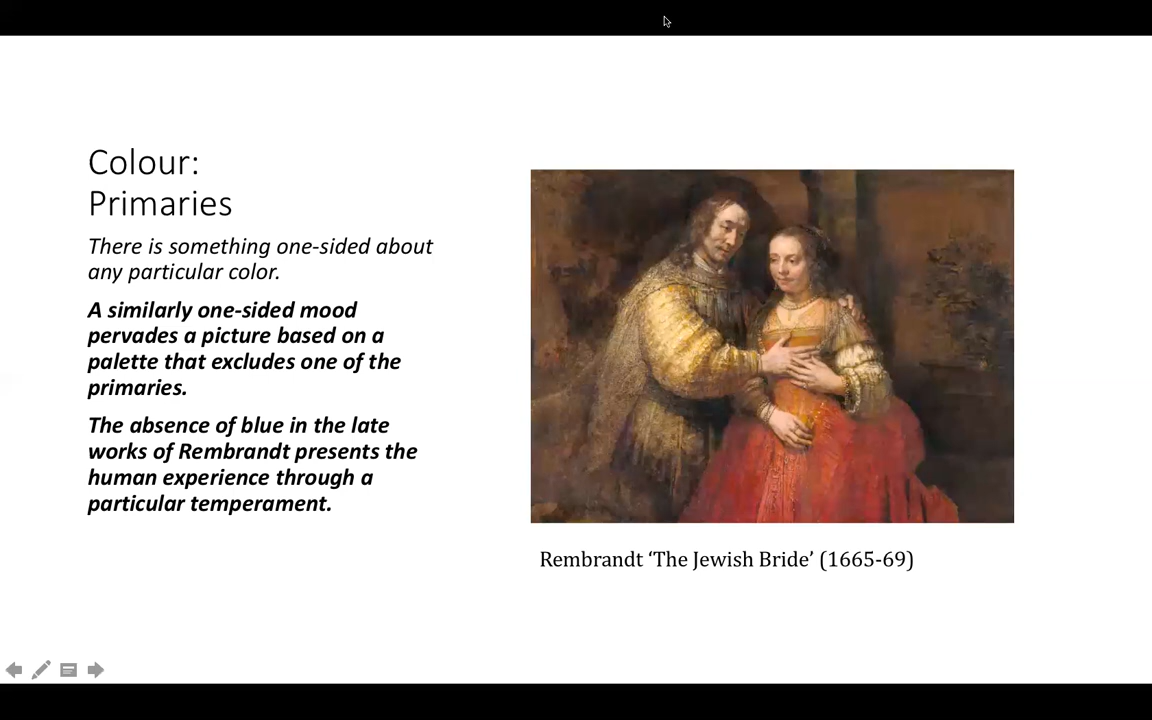 Colour:
Primaries
There is something one-sided about
any particular color.
A similarly one-sided mood
pervades a picture based on a
palette that excludes one of the
primaries.
The absence of blue in the late
works of Rembrandt presents the
human experience through a
particular temperament.
Rembrandt ‘The Jewish Bride’ (1665-69)